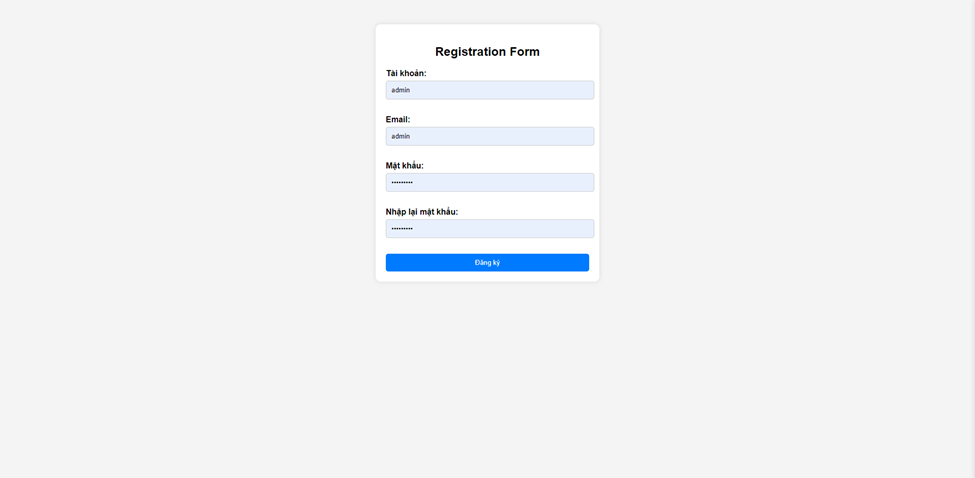 Registration Form
Tài khoản:
admin
Email:
admin
Mật khẩu:
•••••••••
Nhập lại mật khẩu:
•••••••••
Đăng ký